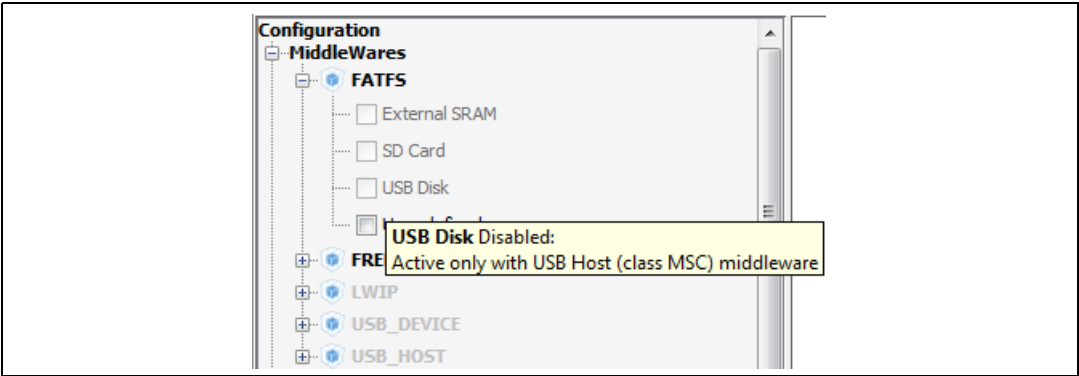 Configuration
MiddleWares
FATFS
External SRAM
SD Card
USB Disk
USB Disk Disabled:
Active only with USB Host (class MSC) middleware
LWIP
USB_DEVICE
USB_HOST